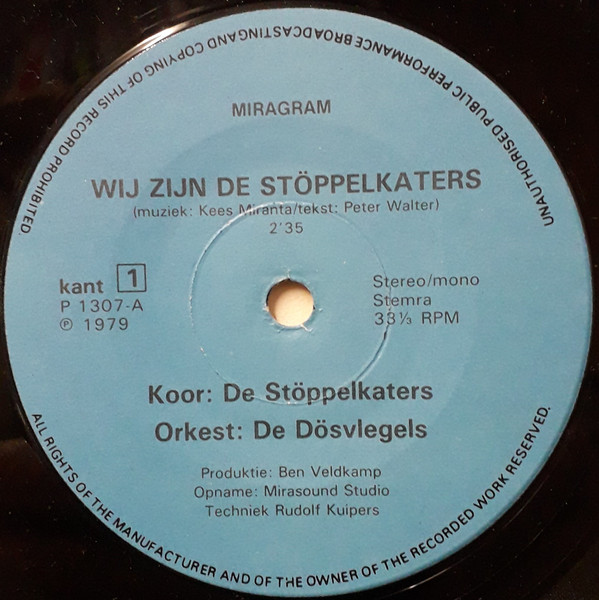 UNAUTHORISED PUBLIC PERFORMANCE BROADCASTING AND COPYING OF THIS RECORD PROHIBITED.
MIRAGRAM
WIJ ZIJN DE STÖPPELKATERS
(muziek: Kees Miranta/tekst: Peter Walter)
2'35
kant 1
P 1307-A
℗ 1979
Stereo/mono
Stemra
33⅓ RPM
Koor: De Stöppelkaters
Orkest: De Dösvlegels
Produktie: Ben Veldkamp
Opname: Mirasound Studio
Techniek Rudolf Kuipers
ALL RIGHTS OF THE MANUFACTURER AND OF THE OWNER OF THE RECORDED WORK RESERVED.